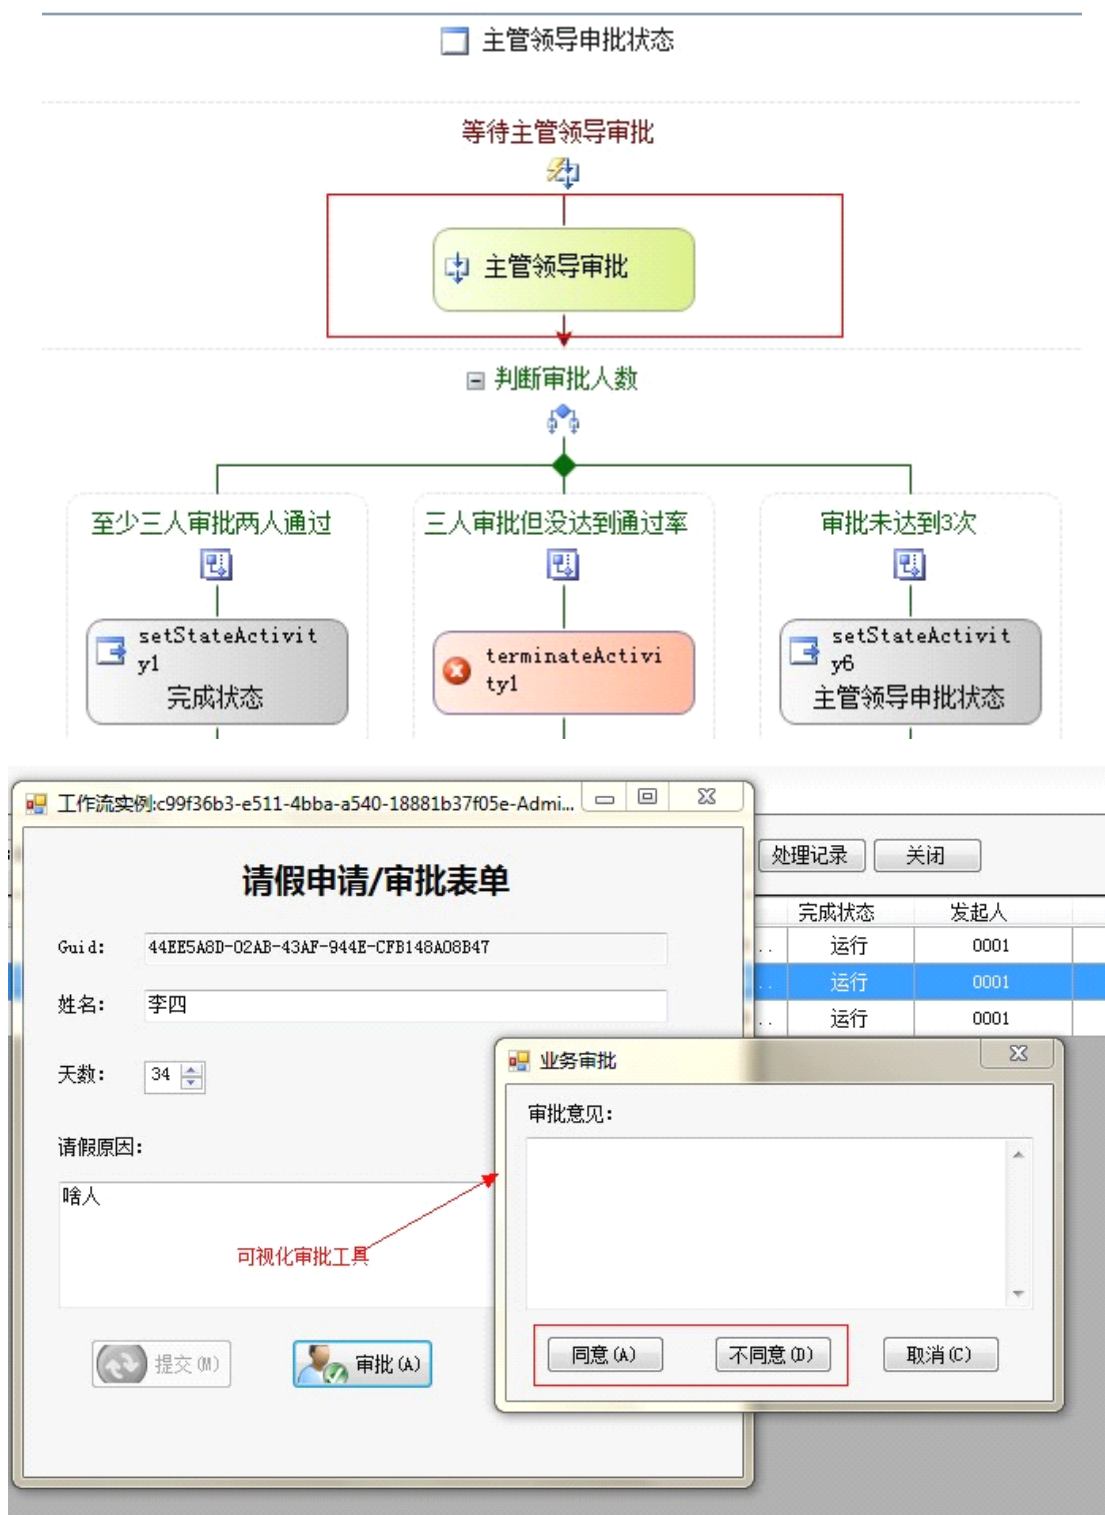 主管领导申批状态
等待主管领导审批
主管领导审批
判断审批人数
至少三人审批两人通过
三人审批但没达到通过率
审批未达到3次
setStateActivit
y1
完成状态
terminateActivi
ty1
setStateActivit
y6
主管领导申批状态
工作流实例:c99f36b3-e511-4bba-a540-18881b37f05e-Admi...
处理记录
关闭
请假申请/审批表单
完成状态
发起人
Guid:
44EE5A8D-02AB-43AF-944E-CFB148A08B47
..
运行
0001
..
运行
0001
姓名:
李四
..
运行
0001
天数:
34
业务审批
审批意见:
请假原因:
啥人
可视化审批工具
提交(M)
审批(A)
同意(A)
不同意(D)
取消(C)